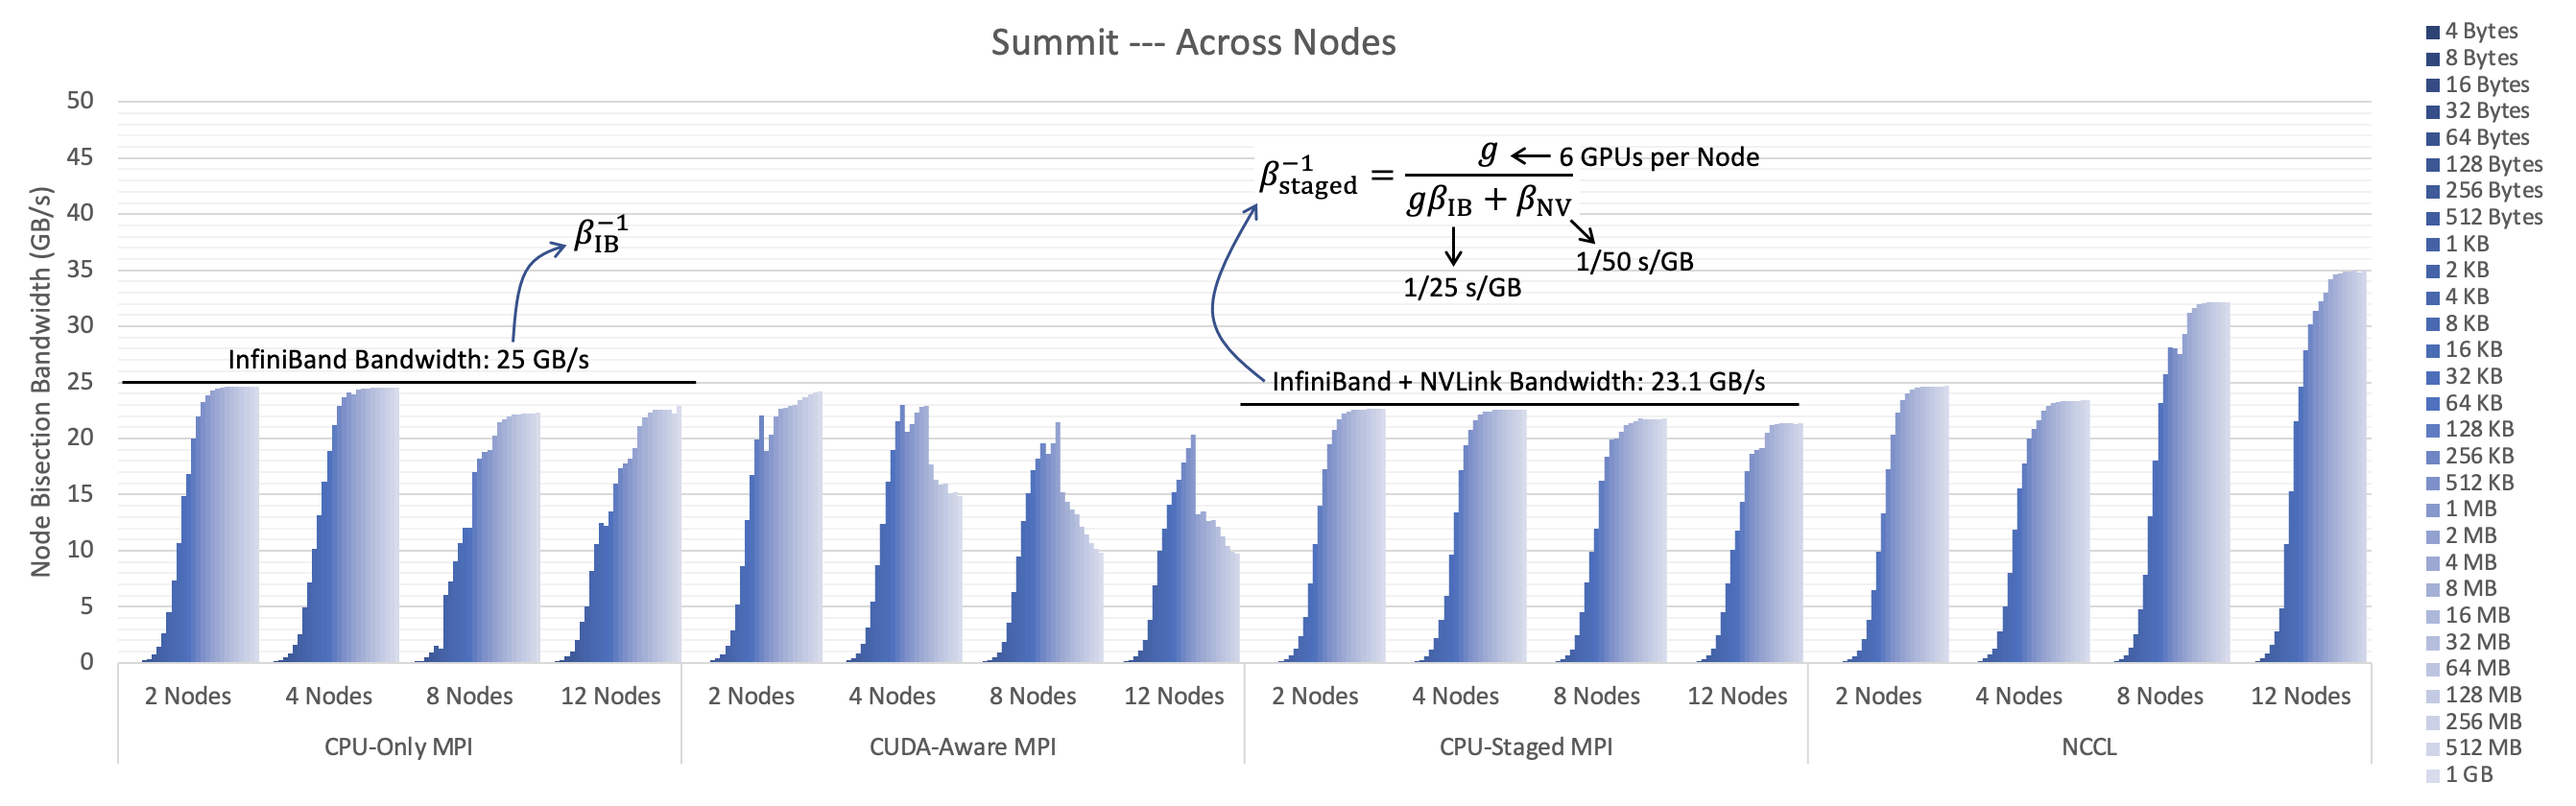 Summit --- Across Nodes
Node Bisection Bandwidth (GB/s)
50
45
40
35
30
25
20
15
10
5
0
InfiniBand Bandwidth: 25 GB/s
β_IB^−1
β_staged^−1 = g / (gβ_IB + β_NV)
6 GPUs per Node
1/25 s/GB
1/50 s/GB
InfiniBand + NVLink Bandwidth: 23.1 GB/s
2 Nodes 4 Nodes 8 Nodes 12 Nodes 2 Nodes 4 Nodes 8 Nodes 12 Nodes 2 Nodes 4 Nodes 8 Nodes 12 Nodes 2 Nodes 4 Nodes 8 Nodes 12 Nodes
CPU-Only MPI CUDA-Aware MPI CPU-Staged MPI NCCL
4 Bytes
8 Bytes
16 Bytes
32 Bytes
64 Bytes
128 Bytes
256 Bytes
512 Bytes
1 KB
2 KB
4 KB
8 KB
16 KB
32 KB
64 KB
128 KB
256 KB
512 KB
1 MB
2 MB
4 MB
8 MB
16 MB
32 MB
64 MB
128 MB
256 MB
512 MB
1 GB